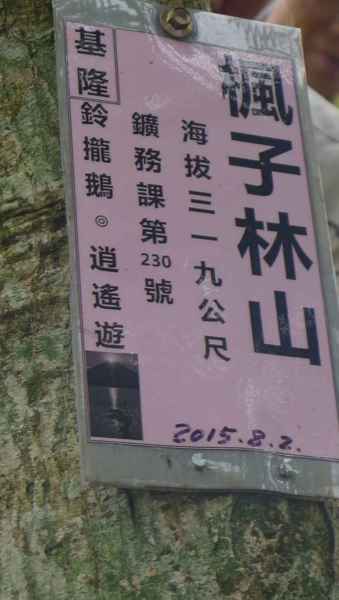 楓子林山
海拔三一九公尺
鑛務課第230號
基隆鈴攏鵝◎逍遙遊
2015.8.2.